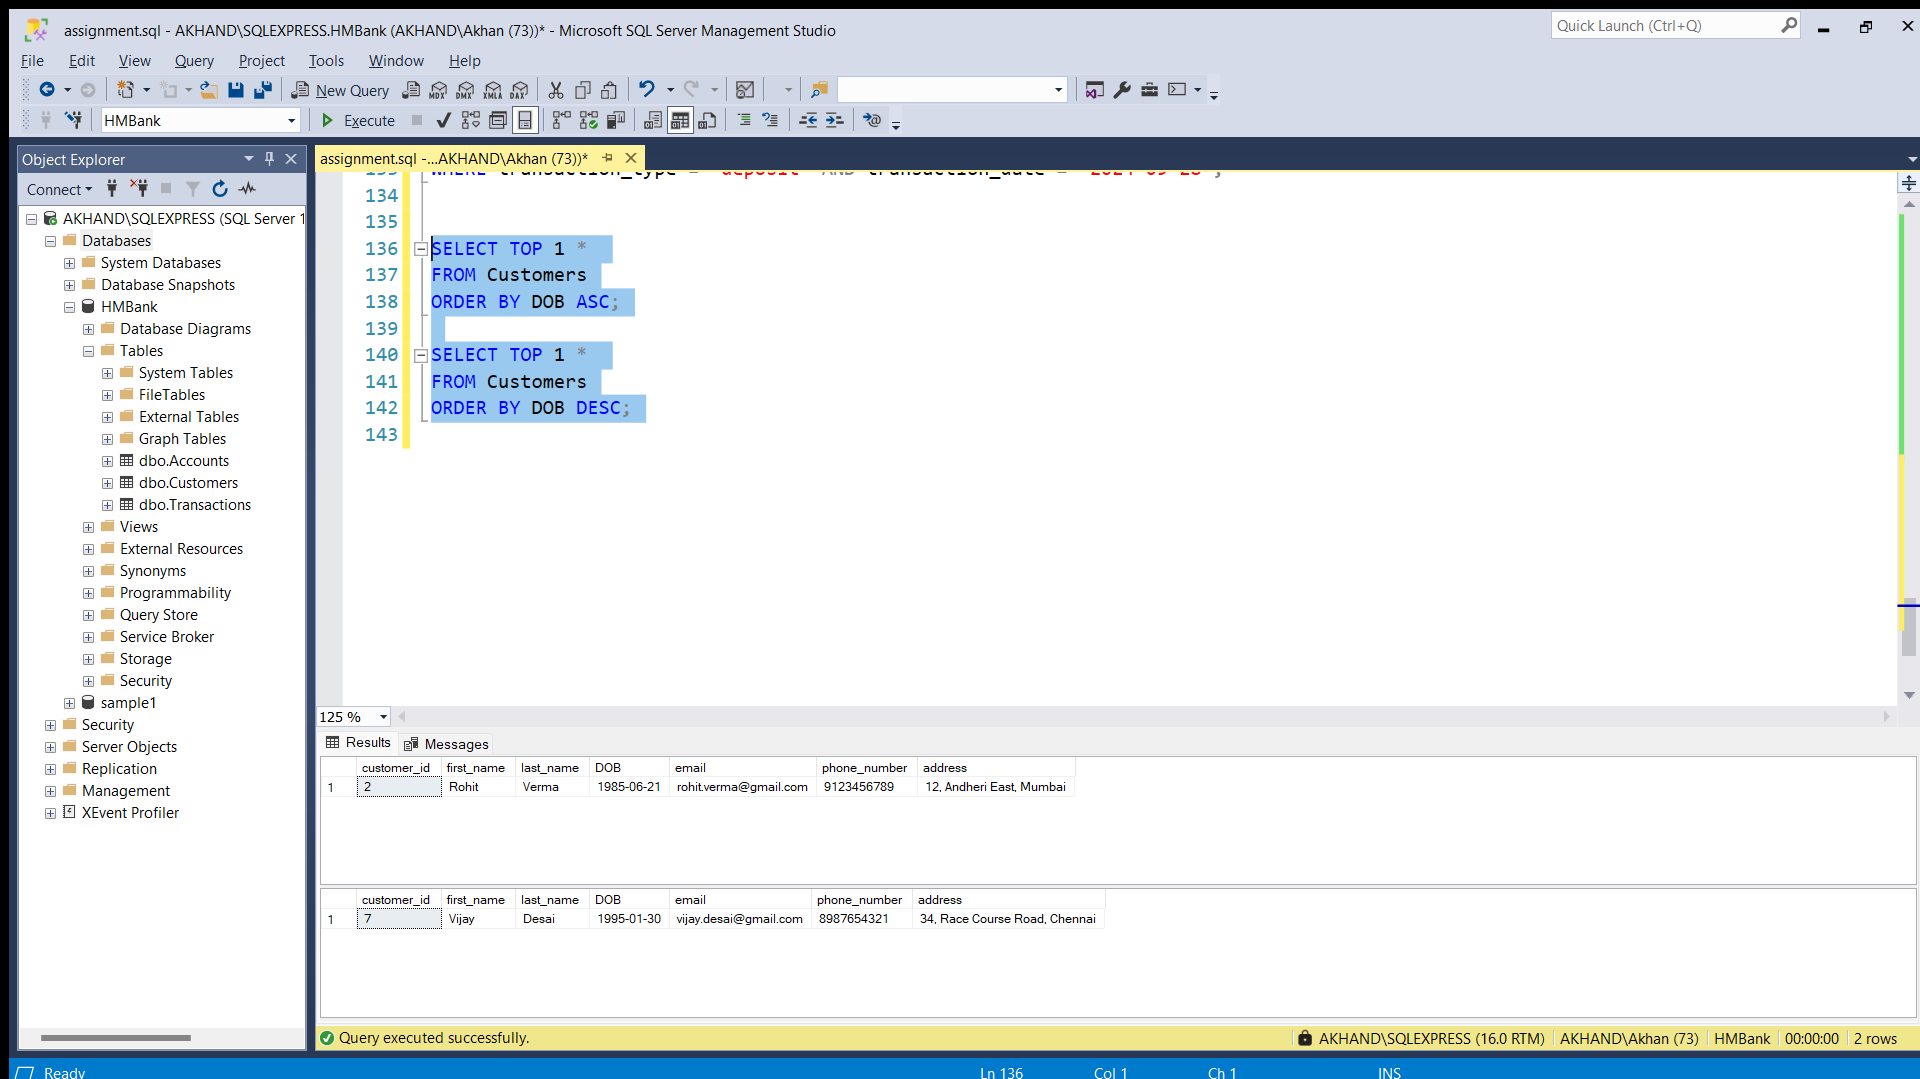 assignment.sql - AKHAND\SQLEXPRESS.HMBank (AKHAND\Akhan (73))* - Microsoft SQL Server Management Studio
Quick Launch (Ctrl+Q)
File Edit View Query Project Tools Window Help
New Query
MDX DMX XMLA DAX
HMBank
Execute
Object Explorer
assignment.sql -...AKHAND\Akhan (73))*
Connect
AKHAND\SQLEXPRESS (SQL Server 1
Databases
System Databases
Database Snapshots
HMBank
Database Diagrams
Tables
System Tables
FileTables
External Tables
Graph Tables
dbo.Accounts
dbo.Customers
dbo.Transactions
Views
External Resources
Synonyms
Programmability
Query Store
Service Broker
Storage
Security
sample1
Security
Server Objects
Replication
Management
XEvent Profiler
134
135
136 SELECT TOP 1 *
137 FROM Customers
138 ORDER BY DOB ASC;
139
140 SELECT TOP 1 *
141 FROM Customers
142 ORDER BY DOB DESC;
143
125 %
Results Messages
customer_id first_name last_name DOB email phone_number address
1 2 Rohit Verma 1985-06-21 rohit.verma@gmail.com 9123456789 12, Andheri East, Mumbai
customer_id first_name last_name DOB email phone_number address
1 7 Vijay Desai 1995-01-30 vijay.desai@gmail.com 8987654321 34, Race Course Road, Chennai
Query executed successfully.
AKHAND\SQLEXPRESS (16.0 RTM) AKHAND\Akhan (73) HMBank 00:00:00 2 rows
Ready Ln 136 Col 1 Ch 1 INS